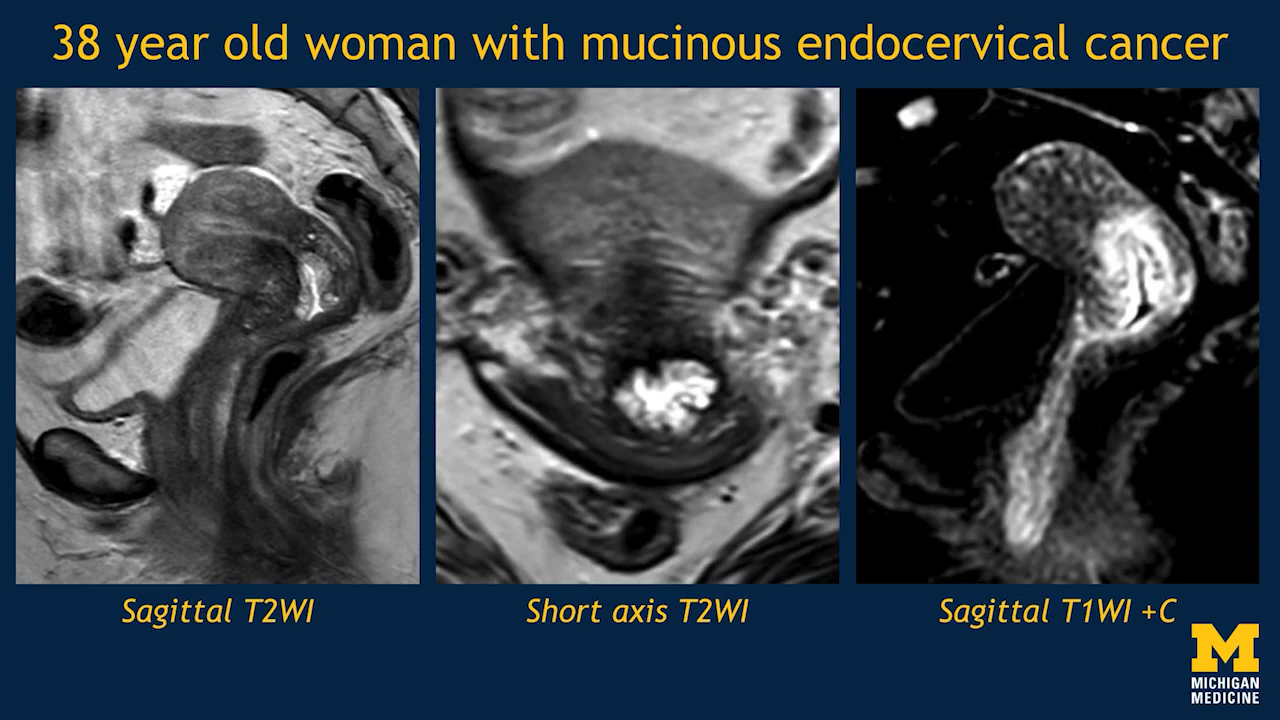 38 year old woman with mucinous endocervical cancer
Sagittal T2WI
Short axis T2WI
Sagittal T1WI +C
M
MICHIGAN
MEDICINE